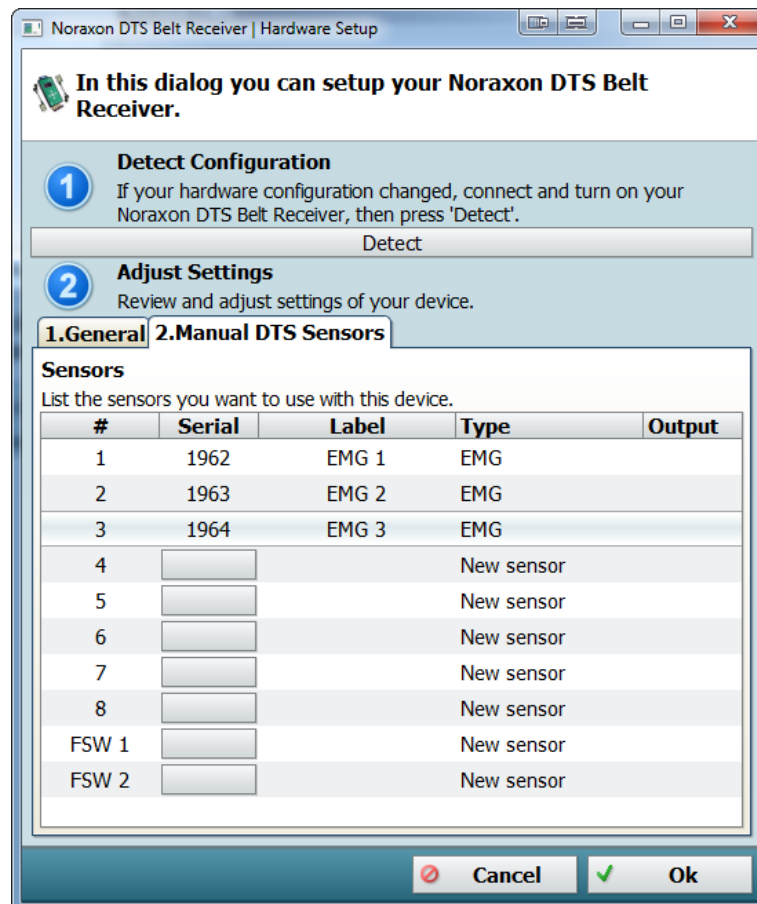 Noraxon DTS Belt Receiver | Hardware Setup
In this dialog you can setup your Noraxon DTS Belt
Receiver.
1
Detect Configuration
If your hardware configuration changed, connect and turn on your
Noraxon DTS Belt Receiver, then press 'Detect'.
Detect
2
Adjust Settings
Review and adjust settings of your device.
1.General 2.Manual DTS Sensors
Sensors
List the sensors you want to use with this device.
# Serial Label Type Output
1 1962 EMG 1 EMG
2 1963 EMG 2 EMG
3 1964 EMG 3 EMG
4 New sensor
5 New sensor
6 New sensor
7 New sensor
8 New sensor
FSW 1 New sensor
FSW 2 New sensor
Cancel Ok